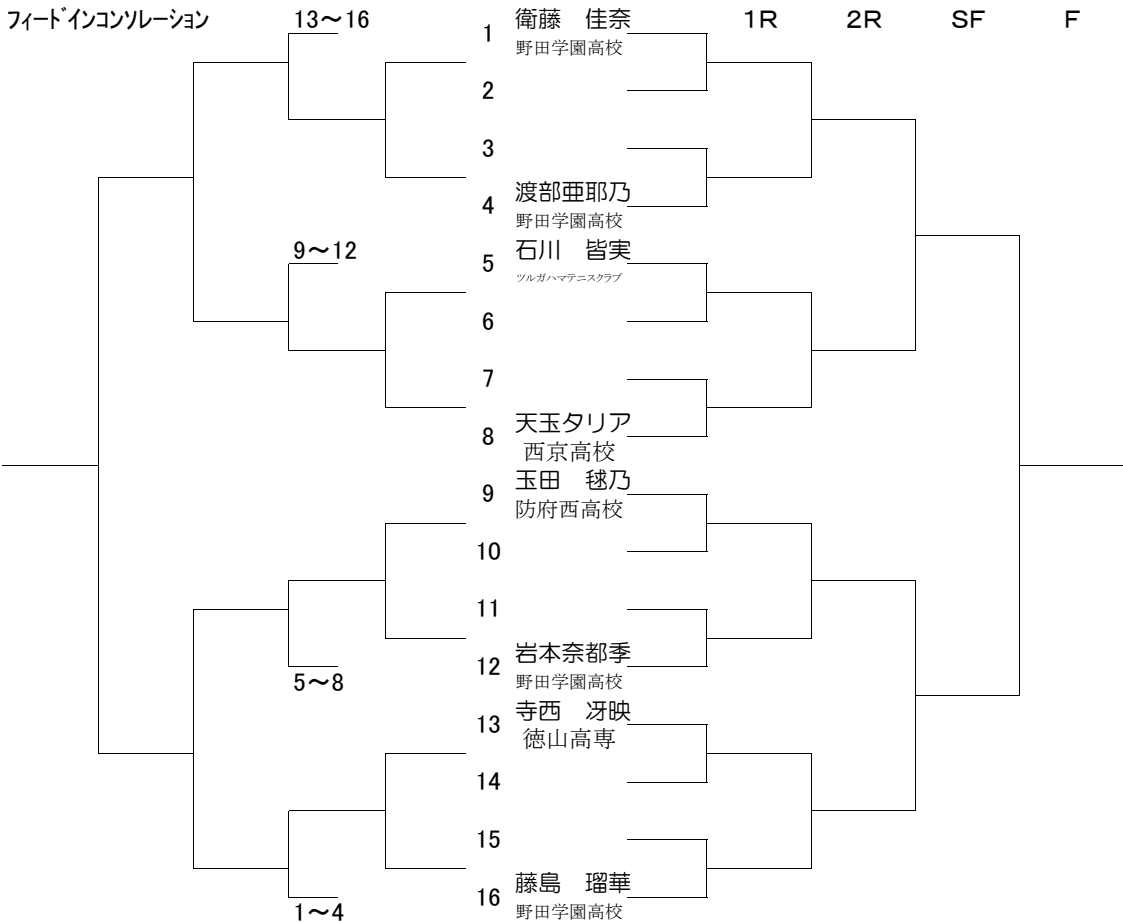 フィードインコンソレーション 13～16 1R 2R SF F
1 衛藤 佳奈
野田学園高校
2
3
4 渡部亜耶乃
野田学園高校
9～12
5 石川 皆実
ツルガハマテニスクラブ
6
7
8 天玉タリア
西京高校
9 玉田 毬乃
防府西高校
10
11
12 岩本奈都季
野田学園高校
5～8
13 寺西 冴映
徳山高専
14
15
16 藤島 瑠華
野田学園高校
1～4